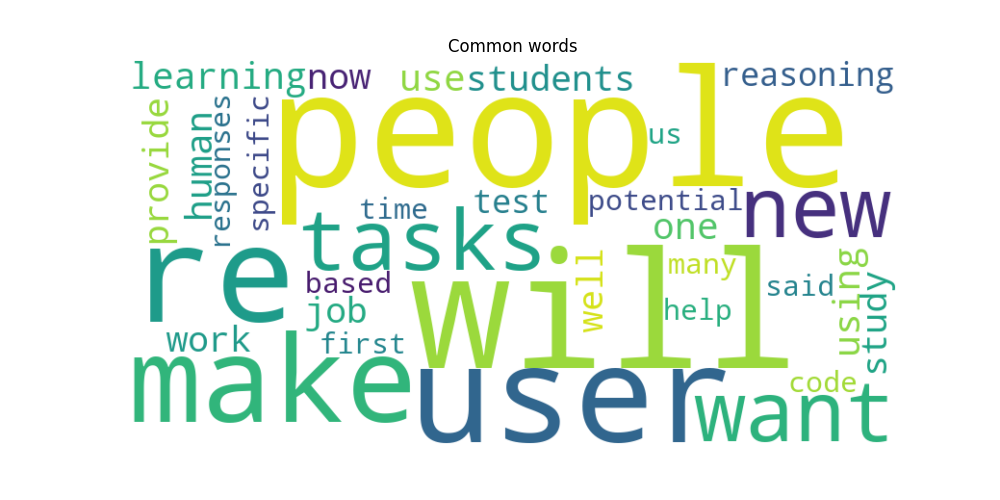 Common words
learning
now
use
students
reasoning
people
provide
human
responses
specific
us
new
time
test
potential
one
tasks
re
will
many
well
using
study
said
based
job
help
work
first
make
user
code
want